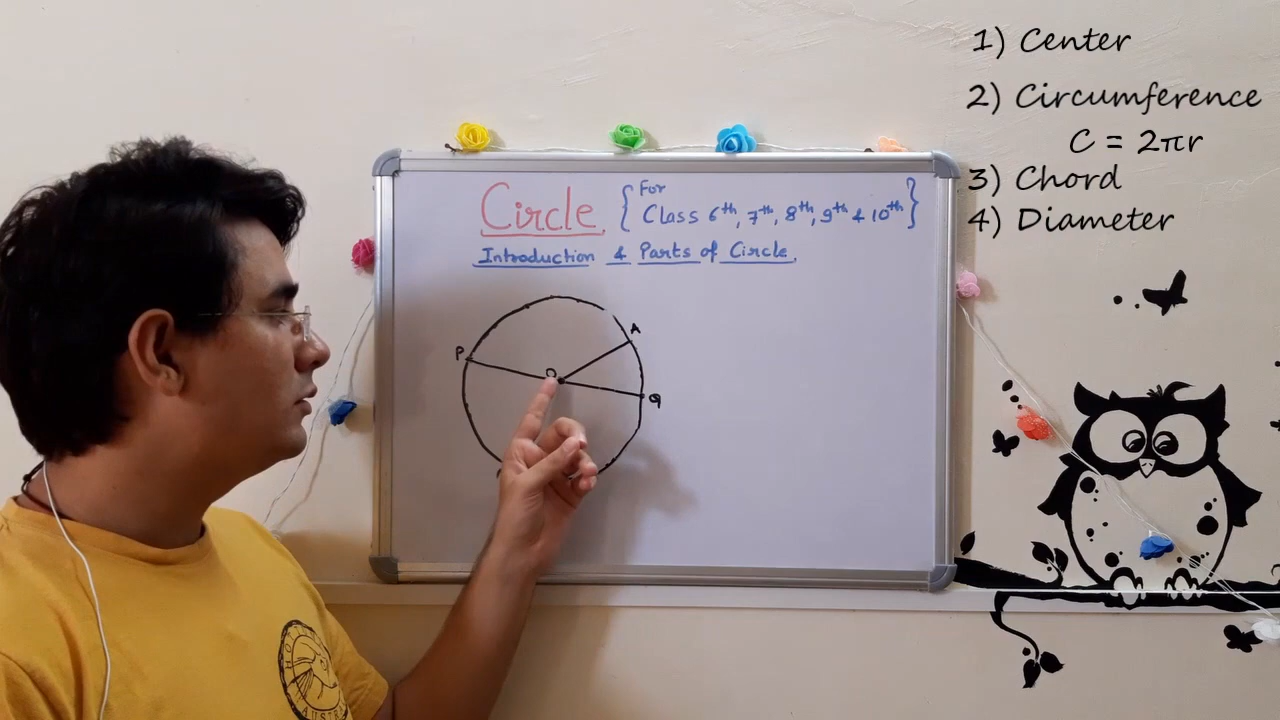 1) Center
2) Circumference
C = 2πr
3) Chord
4) Diameter
Circle { For
Class 6th, 7th, 8th, 9th & 10th }
Introduction & Parts of Circle.
A
P
O
Q